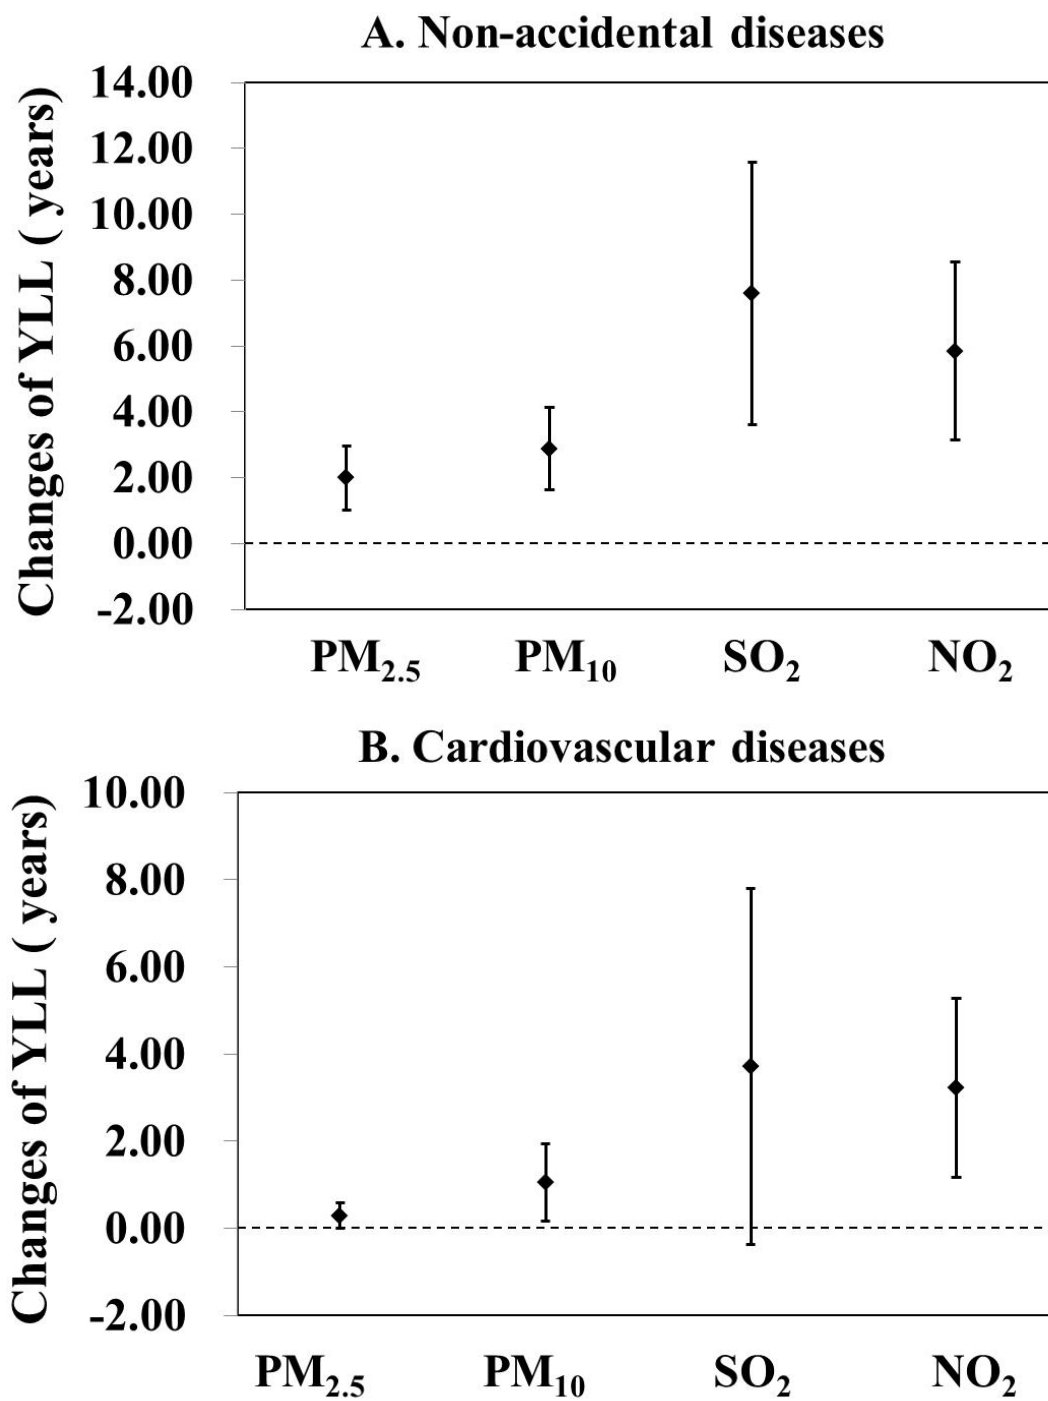 A. Non-accidental diseases
Changes of YLL ( years)
14.00
12.00
10.00
8.00
6.00
4.00
2.00
0.00
-2.00
PM2.5 PM10 SO2 NO2
B. Cardiovascular diseases
Changes of YLL ( years)
10.00
8.00
6.00
4.00
2.00
0.00
-2.00
PM2.5 PM10 SO2 NO2